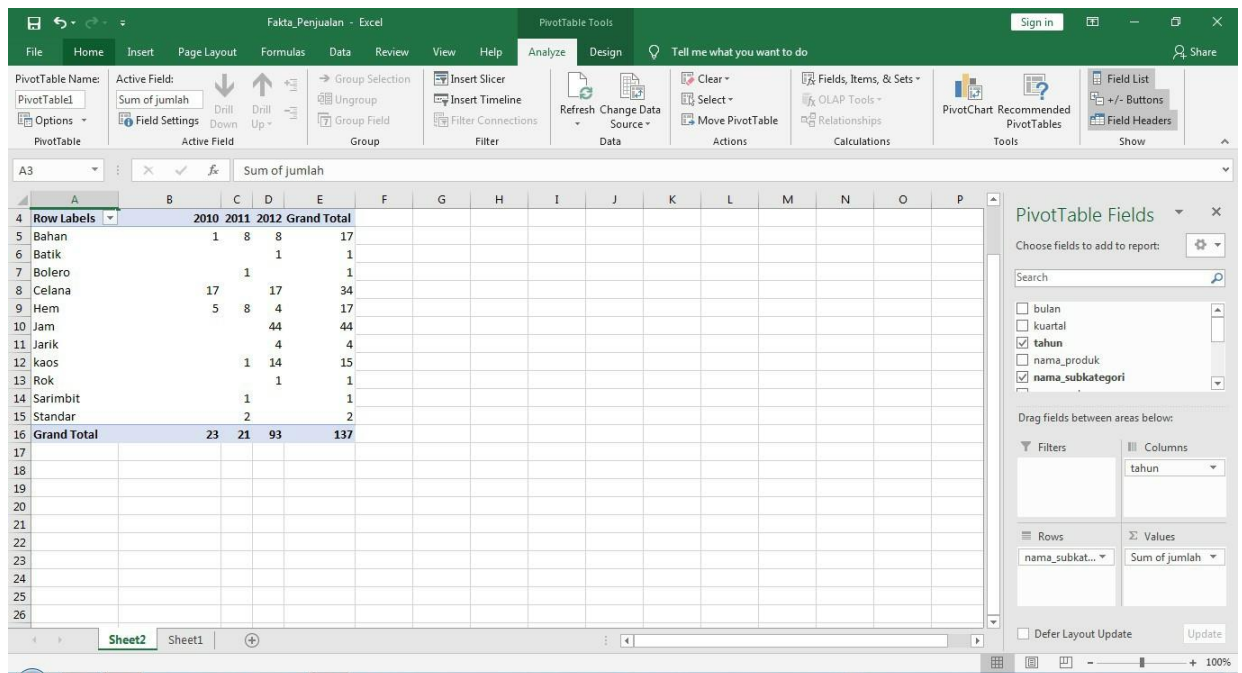 Fakta_Penjualan - Excel
PivotTable Tools
Sign in
File Home Insert Page Layout Formulas Data Review View Help Analyze Design Tell me what you want to do Share
PivotTable Name:
PivotTable1
Options
PivotTable
Active Field:
Sum of jumlah
Field Settings
Drill Down
Drill Up
Active Field
Group Selection
Ungroup
Group Field
Group
Insert Slicer
Insert Timeline
Filter Connections
Filter
Refresh
Change Data Source
Data
Clear
Select
Move PivotTable
Actions
Fields, Items, & Sets
OLAP Tools
Relationships
Calculations
PivotChart
Recommended PivotTables
Tools
Field List
+/- Buttons
Field Headers
Show
A3 fx Sum of jumlah
A B C D E F G H I J K L M N O P
4 Row Labels 2010 2011 2012 Grand Total
5 Bahan 1 8 8 17
6 Batik 1 1
7 Bolero 1 1
8 Celana 17 17 34
9 Hem 5 8 4 17
10 Jam 44 44
11 Jarik 4 4
12 kaos 1 14 15
13 Rok 1 1
14 Sarimbit 1 1
15 Standar 2 2
16 Grand Total 23 21 93 137
17
18
19
20
21
22
23
24
25
26
Sheet2 Sheet1
PivotTable Fields
Choose fields to add to report:
Search
bulan
kuartal
tahun
nama_produk
nama_subkategori
Drag fields between areas below:
Filters
Columns
tahun
Rows
Σ Values
nama_subkat...
Sum of jumlah
Defer Layout Update
Update
100%